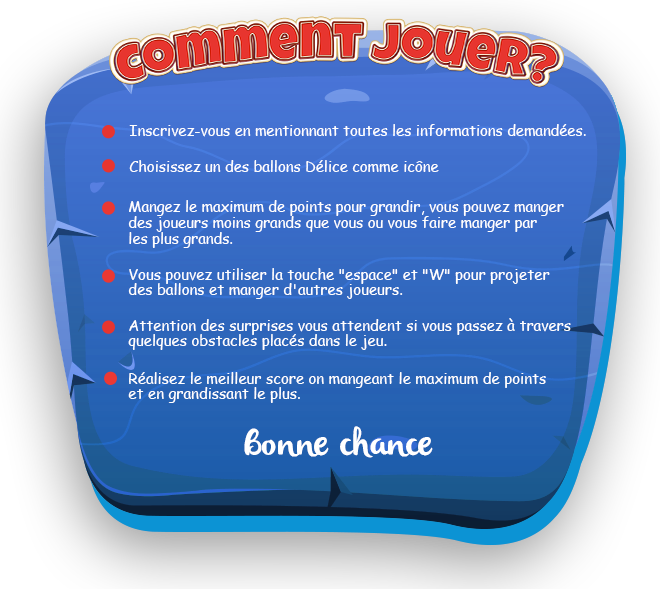 Comment Jouer?
Inscrivez-vous en mentionnant toutes les informations demandées.
Choisissez un des ballons Délice comme icône
Mangez le maximum de points pour grandir, vous pouvez manger
des joueurs moins grands que vous ou vous faire manger par
les plus grands.
Vous pouvez utiliser la touche "espace" et "W" pour projeter
des ballons et manger d'autres joueurs.
Attention des surprises vous attendent si vous passez à travers
quelques obstacles placés dans le jeu.
Réalisez le meilleur score on mangeant le maximum de points
et en grandissant le plus.
Bonne chance